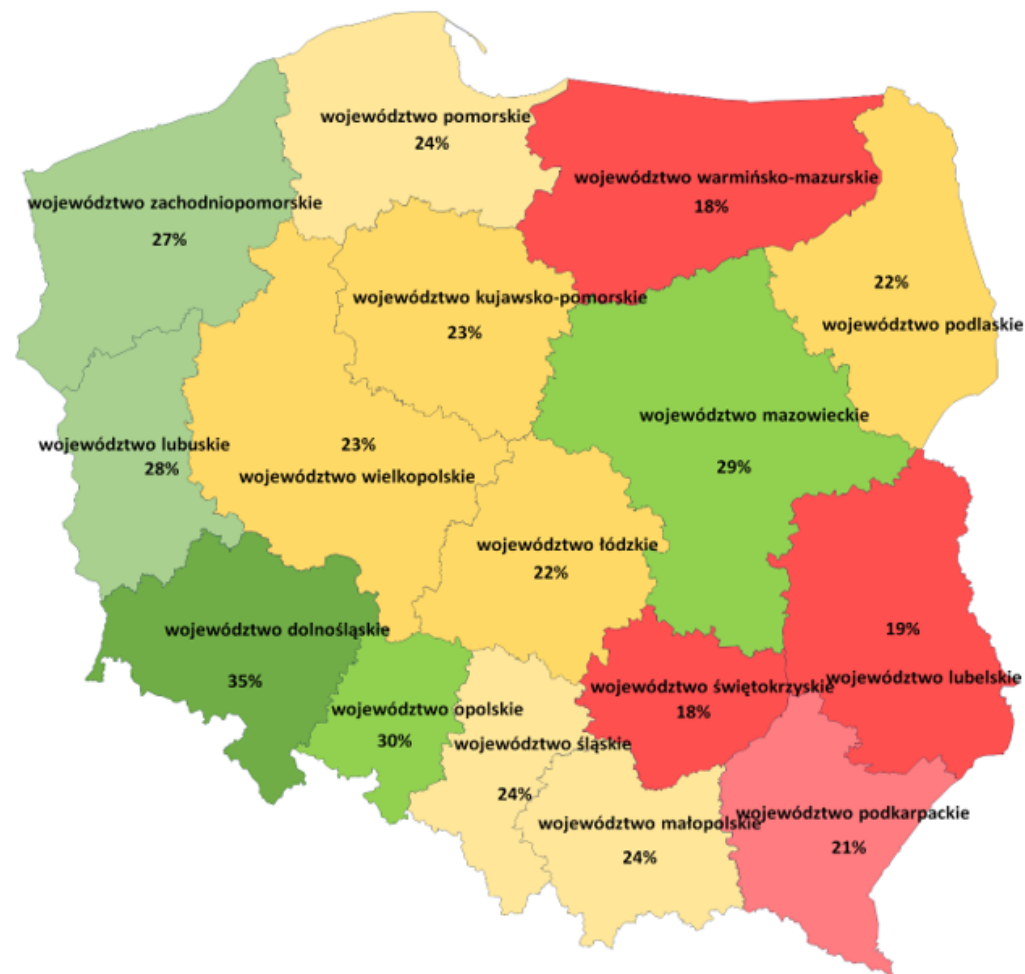 województwo pomorskie
24%
województwo warmińsko-mazurskie
18%
województwo zachodniopomorskie
27%
22%
województwo podlaskie
województwo kujawsko-pomorskie
23%
województwo mazowieckie
29%
województwo lubuskie
28%
23%
województwo wielkopolskie
województwo łódzkie
22%
województwo dolnośląskie
35%
19%
województwo lubelskie
województwo świętokrzyskie
18%
województwo opolskie
30%
województwo śląskie
24%
województwo małopolskie
24%
województwo podkarpackie
21%